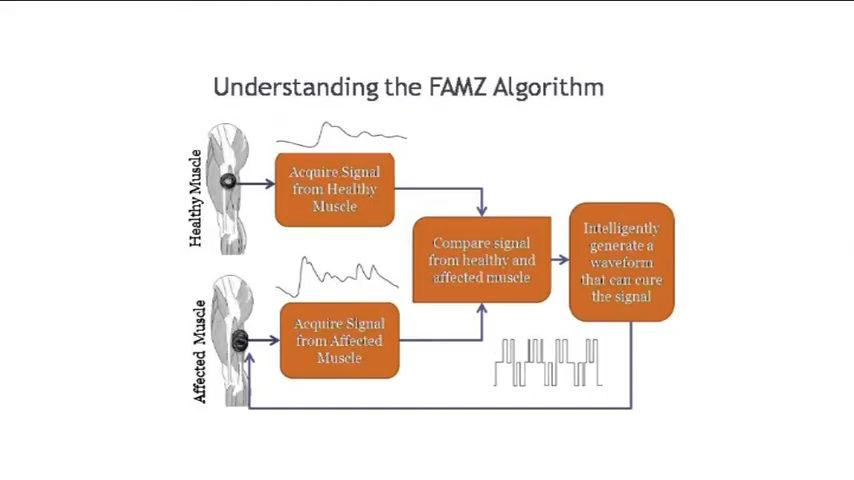 Understanding the FAMZ Algorithm
Healthy Muscle
Acquire Signal
from Healthy
Muscle
Compare signal
from healthy and
affected muscle
Intelligently
generate a
waveform
that can cure
the signal
Affected Muscle
Acquire Signal
from Affected
Muscle